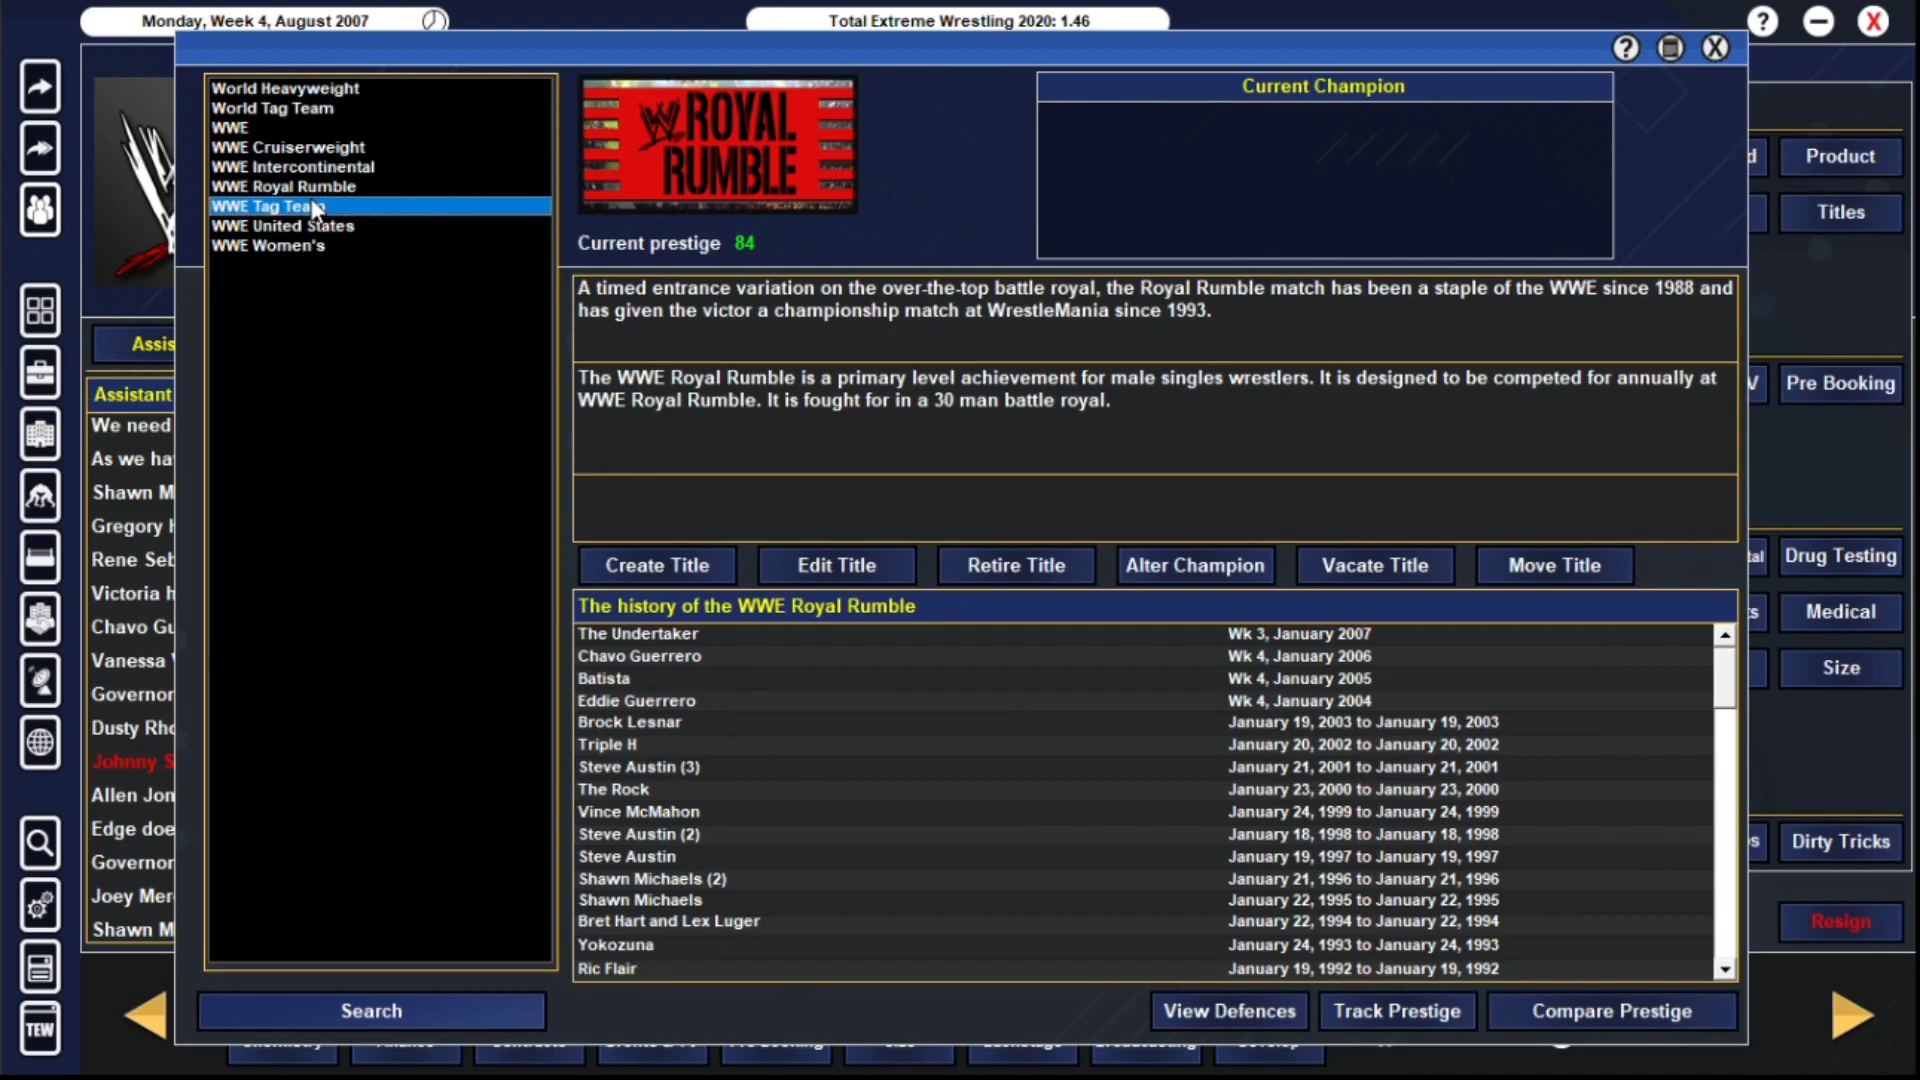 Monday, Week 4, August 2007
Total Extreme Wrestling 2020: 1.46
? X
? X
World Heavyweight
World Tag Team
WWE
WWE Cruiserweight
WWE Intercontinental
WWE Royal Rumble
WWE Tag Team
WWE United States
WWE Women's
ROYAL
RUMBLE
Current prestige 84
Current Champion
Product
Titles
A timed entrance variation on the over-the-top battle royal, the Royal Rumble match has been a staple of the WWE since 1988 and
has given the victor a championship match at WrestleMania since 1993.
The WWE Royal Rumble is a primary level achievement for male singles wrestlers. It is designed to be competed for annually at
WWE Royal Rumble. It is fought for in a 30 man battle royal.
Pre Booking
Create Title Edit Title Retire Title Alter Champion Vacate Title Move Title
Drug Testing
Medical
Size
Dirty Tricks
Resign
The history of the WWE Royal Rumble
The Undertaker Wk 3, January 2007
Chavo Guerrero Wk 4, January 2006
Batista Wk 4, January 2005
Eddie Guerrero Wk 4, January 2004
Brock Lesnar January 19, 2003 to January 19, 2003
Triple H January 20, 2002 to January 20, 2002
Steve Austin (3) January 21, 2001 to January 21, 2001
The Rock January 23, 2000 to January 23, 2000
Vince McMahon January 24, 1999 to January 24, 1999
Steve Austin (2) January 18, 1998 to January 18, 1998
Steve Austin January 19, 1997 to January 19, 1997
Shawn Michaels (2) January 21, 1996 to January 21, 1996
Shawn Michaels January 22, 1995 to January 22, 1995
Bret Hart and Lex Luger January 22, 1994 to January 22, 1994
Yokozuna January 24, 1993 to January 24, 1993
Ric Flair January 19, 1992 to January 19, 1992
Search
View Defences Track Prestige Compare Prestige
Assis
Assistant
We need
As we ha
Shawn M
Gregory H
Rene Seb
Victoria h
Chavo Gu
Vanessa
Governor
Dusty Rho
Johnny S
Allen Jon
Edge doe
Governor
Joey Mer
Shawn M
TEW